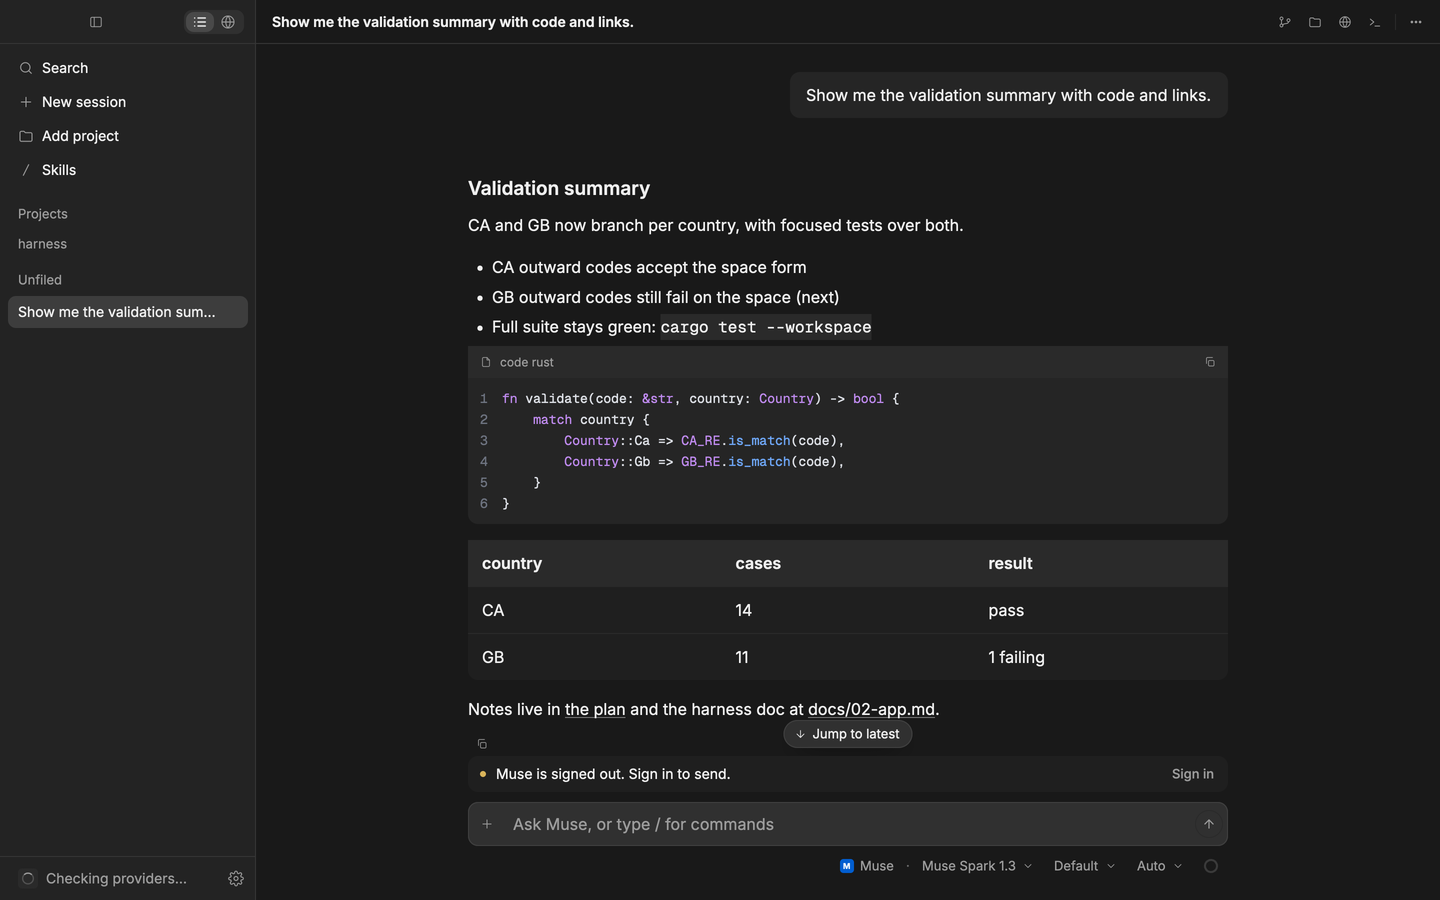 Show me the validation summary with code and links.
Search
New session
Add project
Skills
Projects
harness
Unfiled
Show me the validation sum...
Checking providers...
Show me the validation summary with code and links.
Validation summary
CA and GB now branch per country, with focused tests over both.
• CA outward codes accept the space form
• GB outward codes still fail on the space (next)
• Full suite stays green: cargo test --workspace
code rust
1 fn validate(code: &str, country: Country) -> bool {
2     match country {
3         Country::Ca => CA_RE.is_match(code),
4         Country::Gb => GB_RE.is_match(code),
5     }
6 }
country cases result
CA 14 pass
GB 11 1 failing
Notes live in the plan and the harness doc at docs/02-app.md.
Jump to latest
Muse is signed out. Sign in to send. Sign in
Ask Muse, or type / for commands
M Muse · Muse Spark 1.3 Default Auto